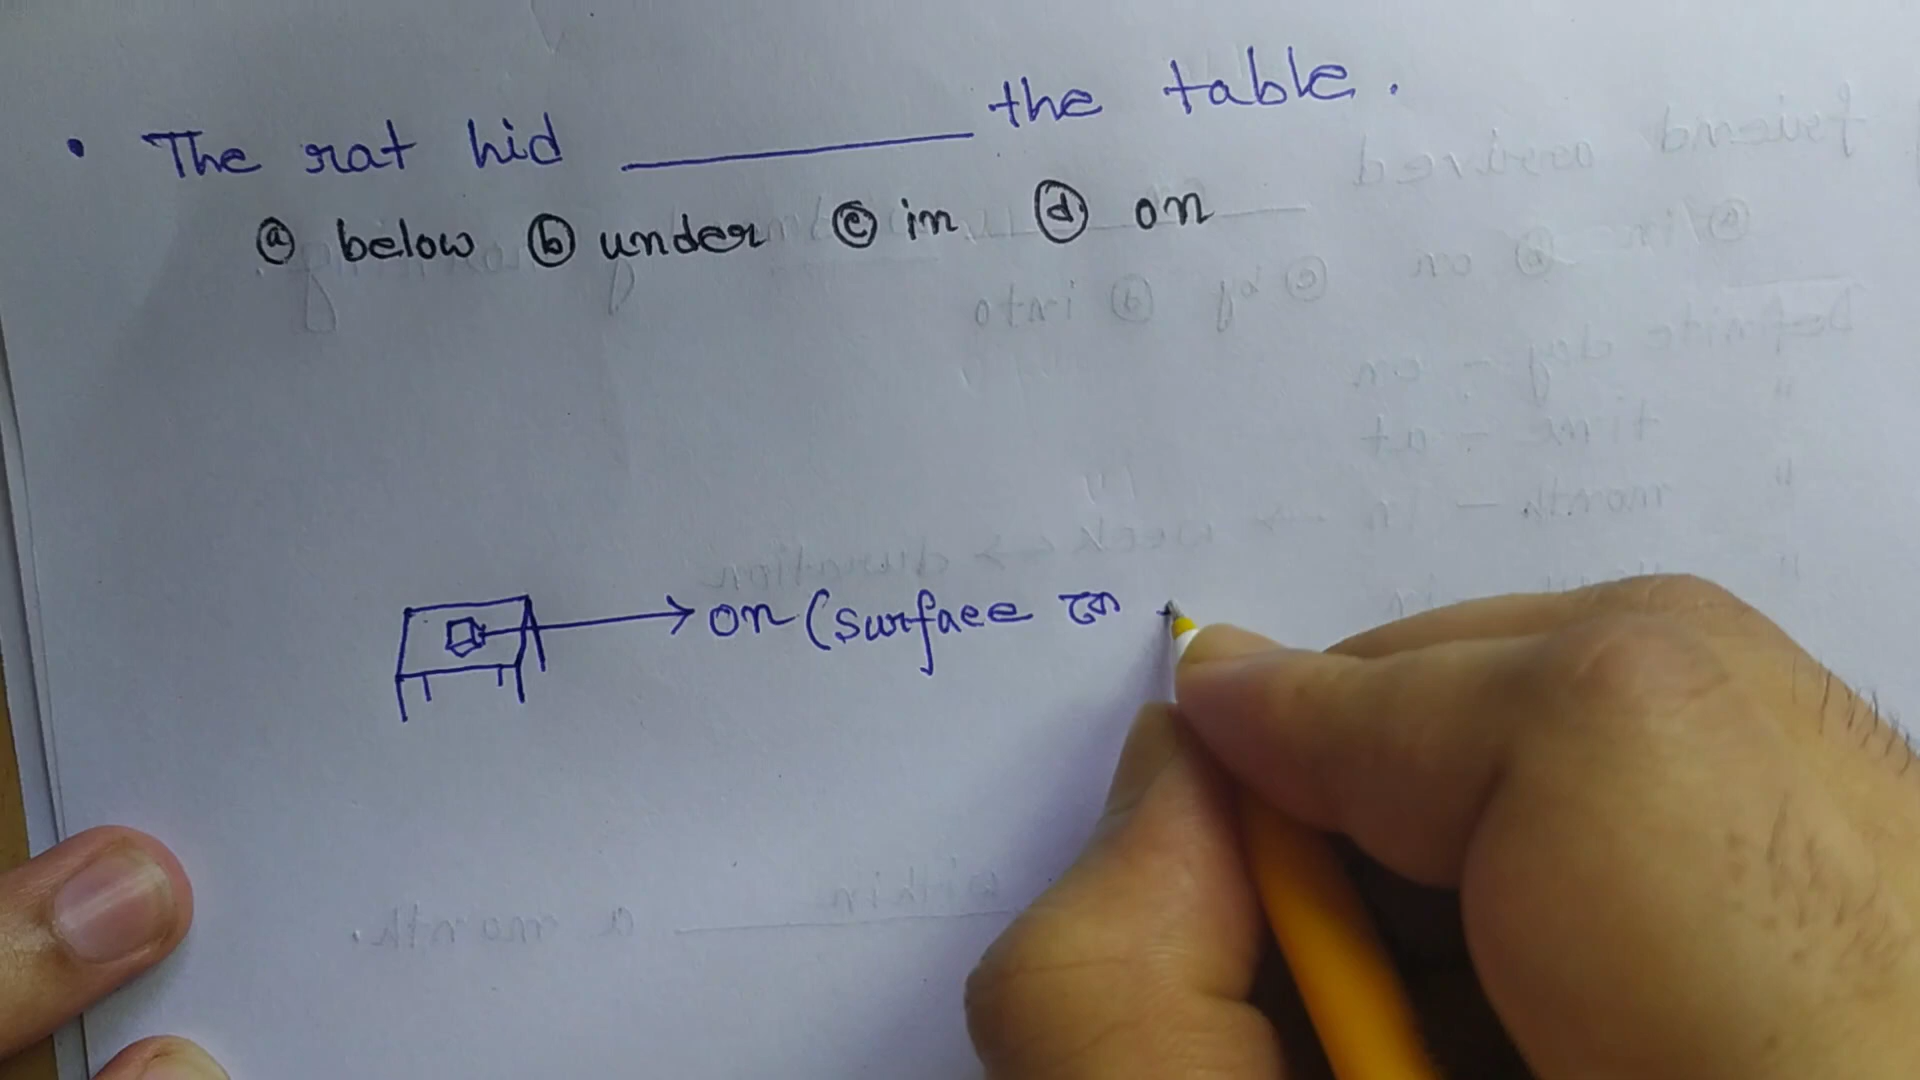 • The rat hid ________ the table.
ⓐ below ⓑ under ⓒ in ⓓ on
on (surface কে